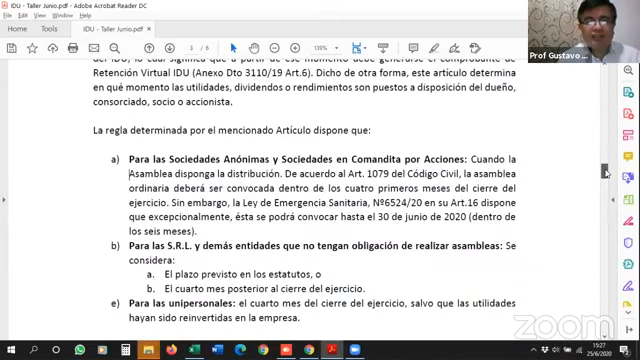 IDU - Taller Junio.pdf - Adobe Acrobat Reader DC
File Edit View Window Help
Home Tools IDU - Taller Junio.pdf ×
3 / 6 139%
Prof Gustavo ...
del IDU, lo cual significa que a partir de ese momento debe generarse el comprobante de
Retención Virtual IDU (Anexo Dto 3110/19 Art.6). Dicho de otra forma, este artículo determina
en qué momento las utilidades, dividendos o rendimientos son puestos a disposición del dueño,
consorciado, socio o accionista.
La regla determinada por el mencionado Artículo dispone que:
a) Para las Sociedades Anónimas y Sociedades en Comandita por Acciones: Cuando la
Asamblea disponga la distribución. De acuerdo al Art. 1079 del Código Civil, la asamblea
ordinaria deberá ser convocada dentro de los cuatro primeros meses del cierre del
ejercicio. Sin embargo, la Ley de Emergencia Sanitaria, Nº6524/20 en su Art.16 dispone
que excepcionalmente, ésta se podrá convocar hasta el 30 de junio de 2020 (dentro de
los seis meses).
b) Para las S.R.L. y demás entidades que no tengan obligación de realizar asambleas: Se
considera:
a. El plazo previsto en los estatutos, o
b. El cuarto mes posterior al cierre del ejercicio.
e) Para las unipersonales: el cuarto mes del cierre del ejercicio, salvo que las utilidades
hayan sido reinvertidas en la empresa.
zoom
ESP
15:27
25/6/2020